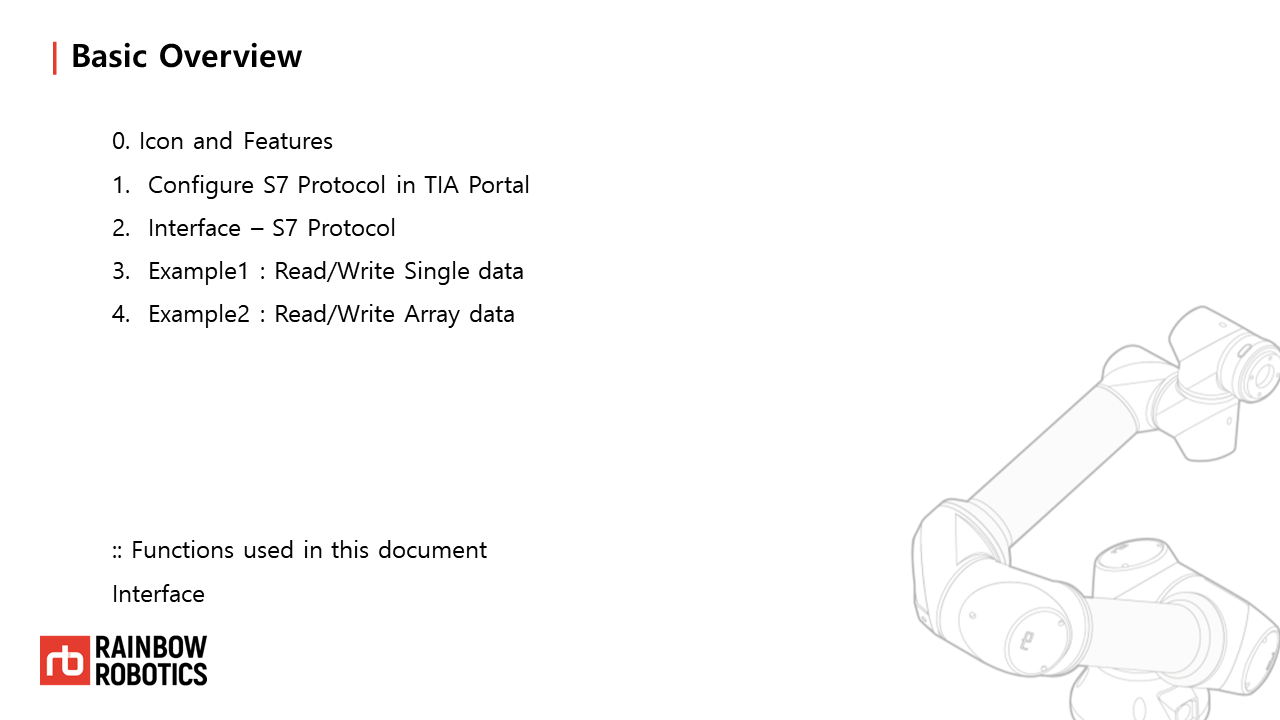 Basic Overview
0. Icon and Features
1. Configure S7 Protocol in TIA Portal
2. Interface – S7 Protocol
3. Example1 : Read/Write Single data
4. Example2 : Read/Write Array data
:: Functions used in this document
Interface
rb RAINBOW
ROBOTICS